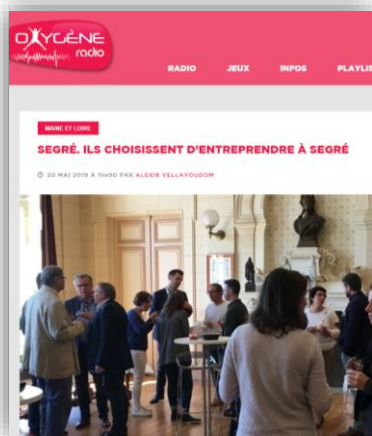 OXYGÈNE
radio
RADIO JEUX INFOS PLAYLIS
MAINE ET LOIRE
SEGRÉ. ILS CHOISISSENT D'ENTREPRENDRE À SEGRÉ
20 MAI 2019 À 11H00 PAR ALEXIS VELLAYOUDOM